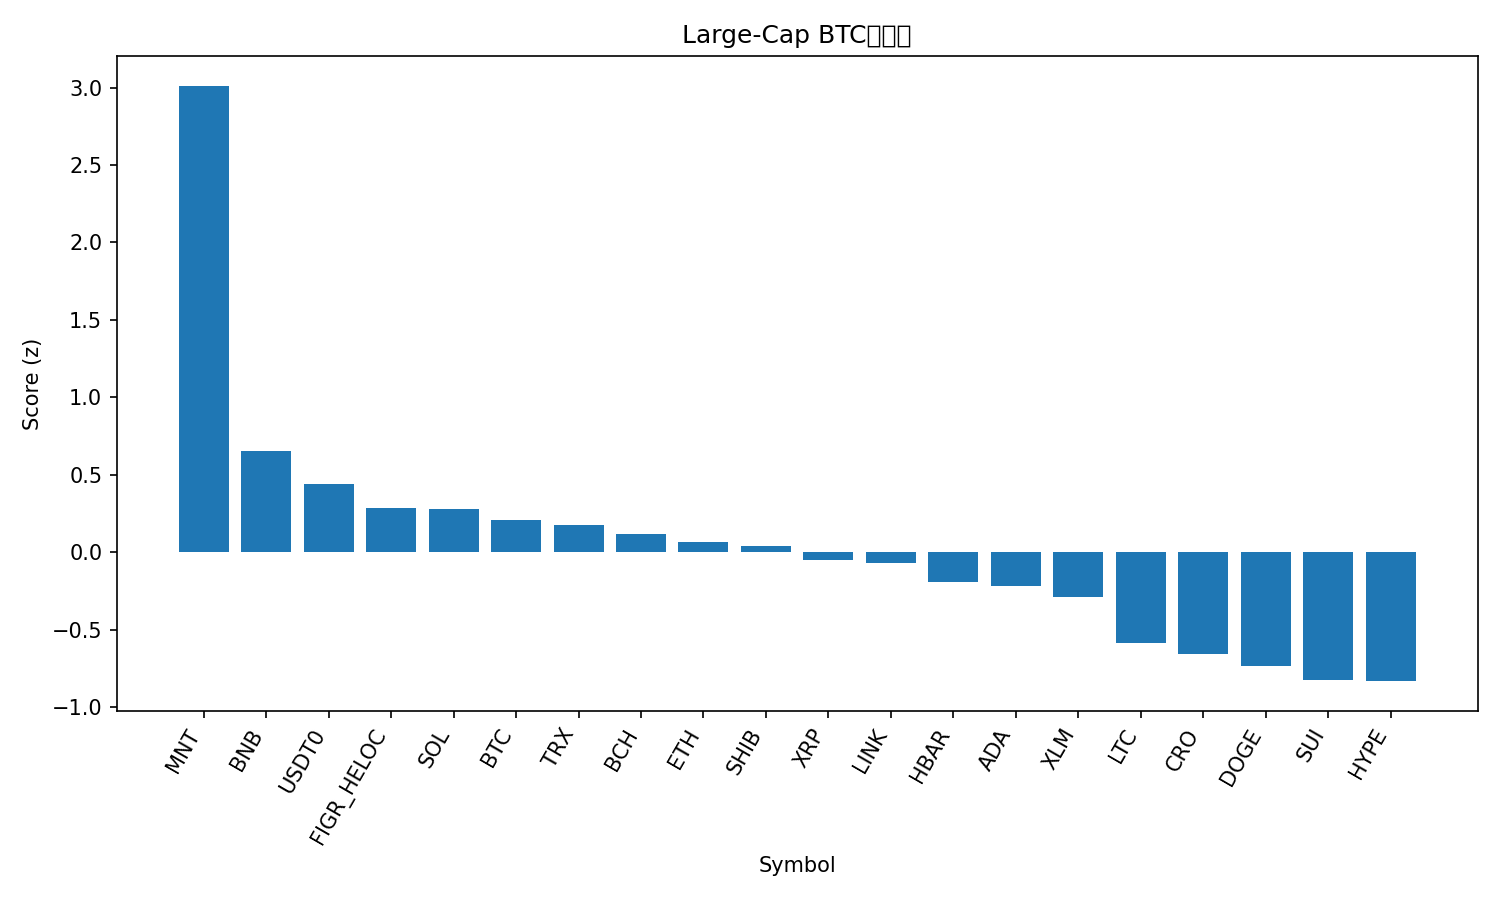 Large-Cap BTC
Score (z)
3.0
2.5
2.0
1.5
1.0
0.5
0.0
−0.5
−1.0
MNT
BNB
USDT0
FIGR_HELOC
SOL
BTC
TRX
BCH
ETH
SHIB
XRP
LINK
HBAR
ADA
XLM
LTC
CRO
DOGE
SUI
HYPE
Symbol